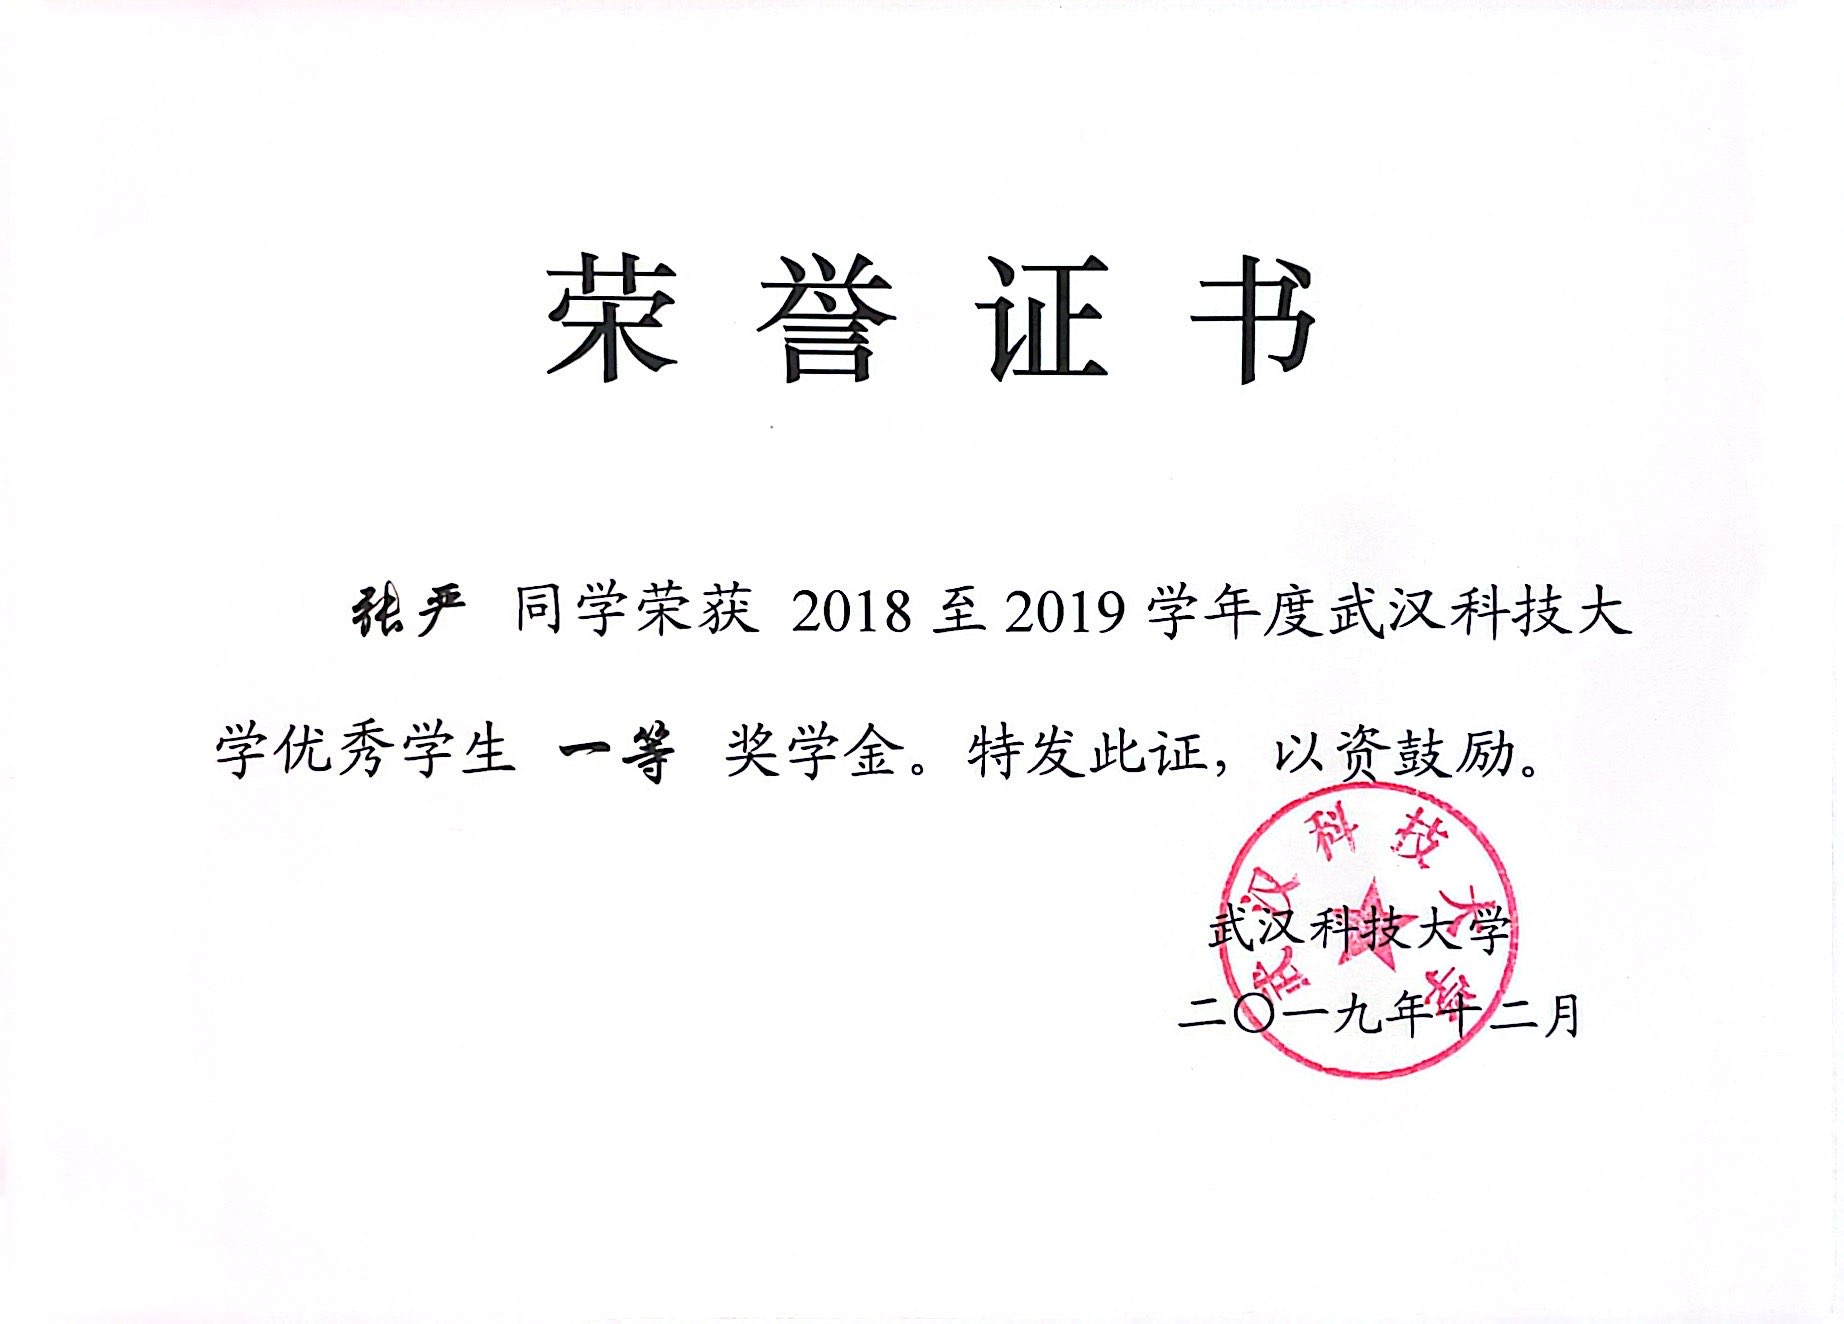 荣誉证书
张严 同学荣获 2018 至 2019 学年度武汉科技大
学优秀学生 一等 奖学金。特发此证，以资鼓励。
武汉科技大学
武汉科技大学
二〇一九年十二月